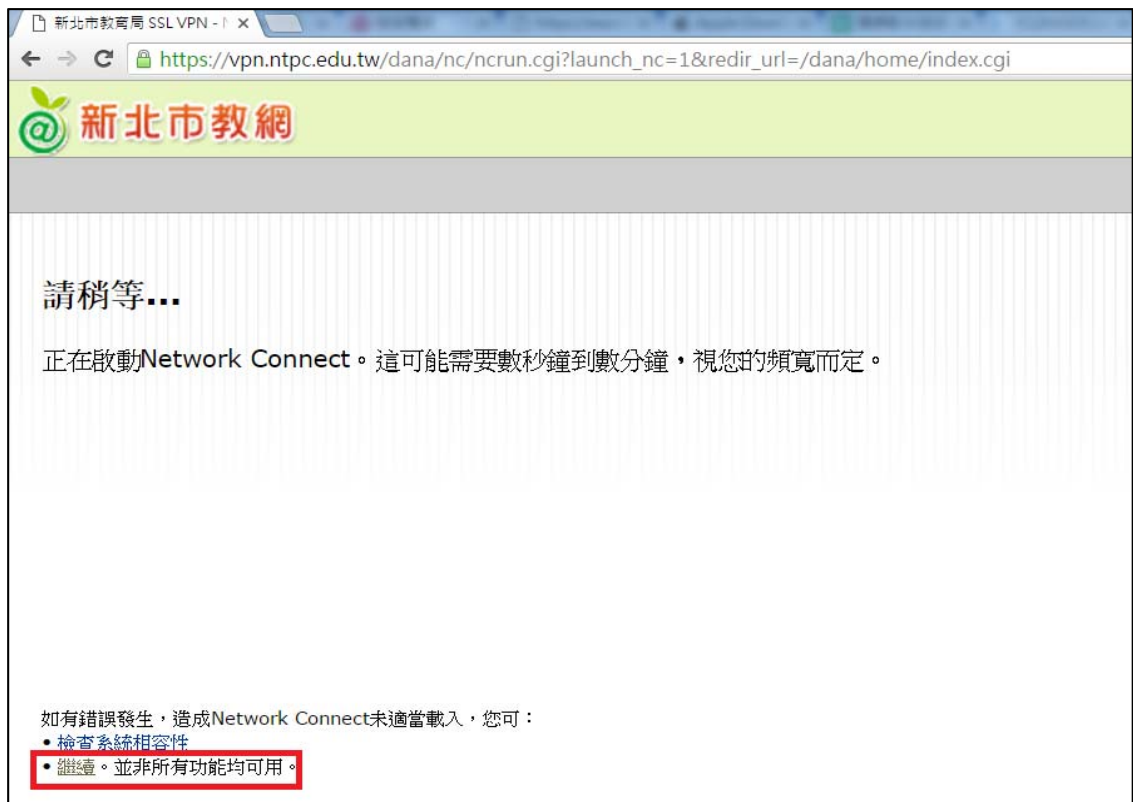 新北市教育局 SSL VPN -
https://vpn.ntpc.edu.tw/dana/nc/ncrun.cgi?launch_nc=1&redir_url=/dana/home/index.cgi
@ 新北市教網
請稍等...
正在啟動Network Connect。這可能需要數秒鐘到數分鐘，視您的頻寬而定。
如有錯誤發生，造成Network Connect未適當載入，您可：
• 檢查系統相容性
• 繼續。並非所有功能均可用。